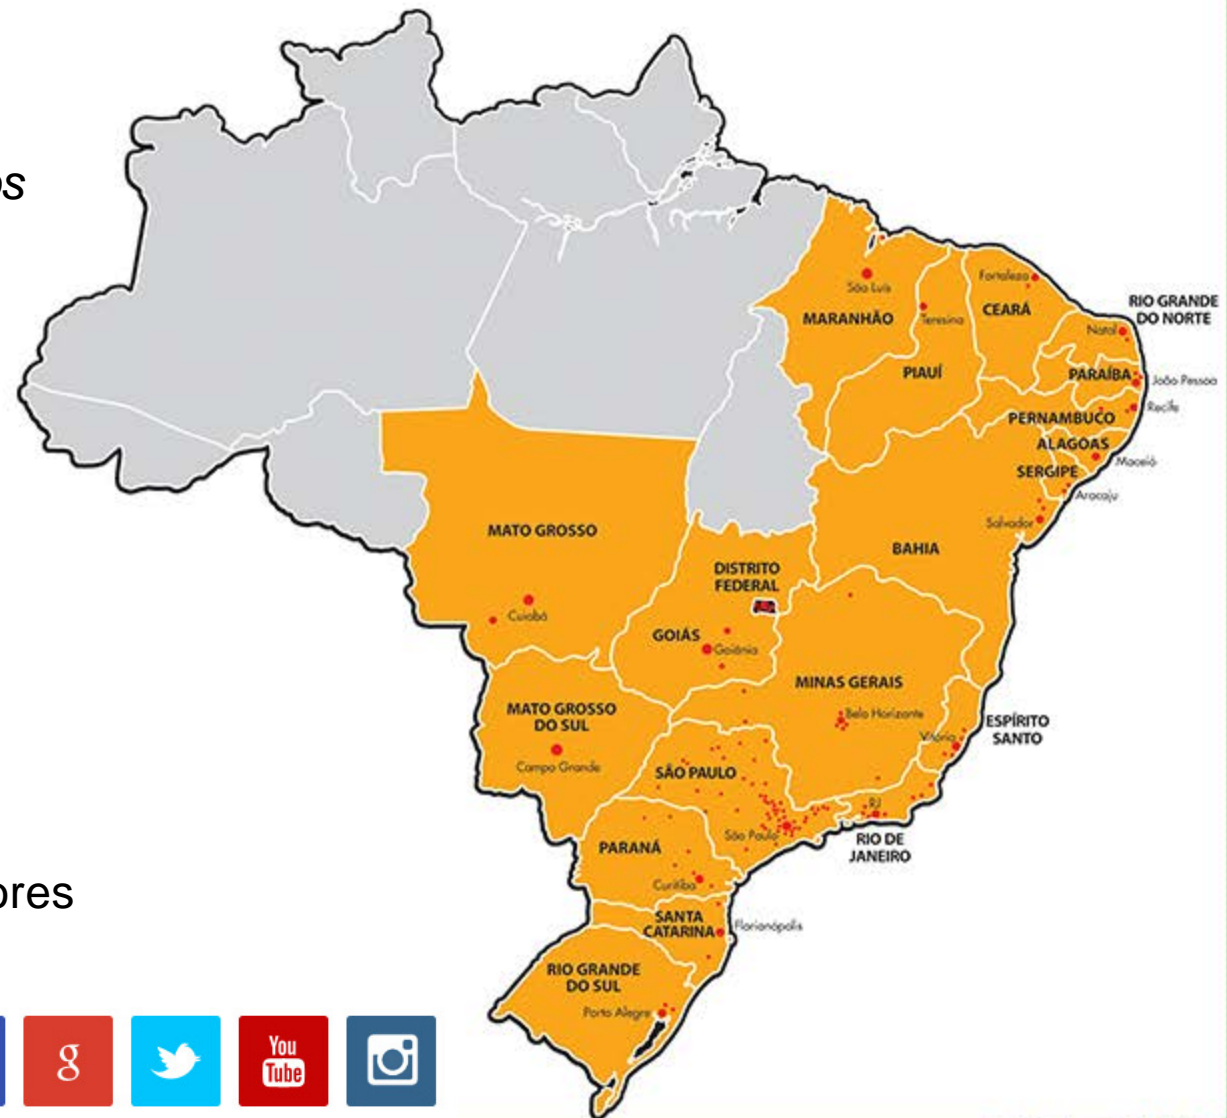 os
São Luís
Fortaleza
MARANHÃO
Teresina
CEARÁ
RIO GRANDE
DO NORTE
Natal
PIAUÍ
PARAÍBA
João Pessoa
Recife
PERNAMBUCO
ALAGOAS
Maceió
SERGIPE
Aracaju
Salvador
MATO GROSSO
BAHIA
DISTRITO
FEDERAL
Cuiabá
GOIÁS
Goiânia
MINAS GERAIS
MATO GROSSO
DO SUL
Belo Horizonte
ESPÍRITO
SANTO
Vitória
Campo Grande
SÃO PAULO
RJ
São Paulo
RIO DE
JANEIRO
PARANÁ
Curitiba
ores
SANTA
CATARINA
Florianópolis
RIO GRANDE
DO SUL
Porto Alegre
g
You
Tube